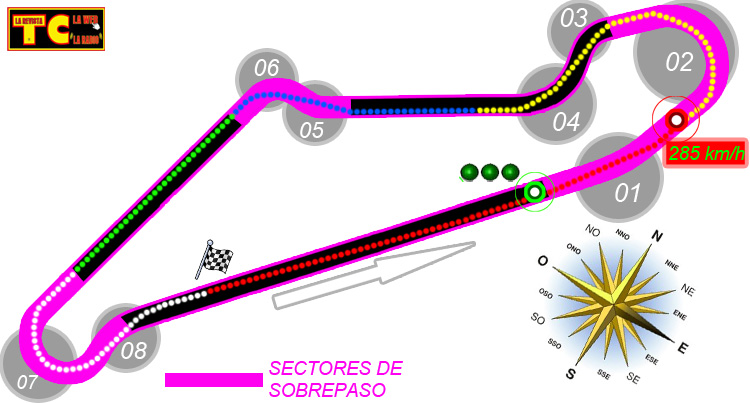 LA REVISTA
TC
LA WEB
LA RADIO
03
02
06
05
04
285 km/h
01
08
07
SECTORES DE
SOBREPASO
N
NNE
NE
ENE
E
ESE
SE
SSE
S
SSO
SO
OSO
O
ONO
NO
NNO